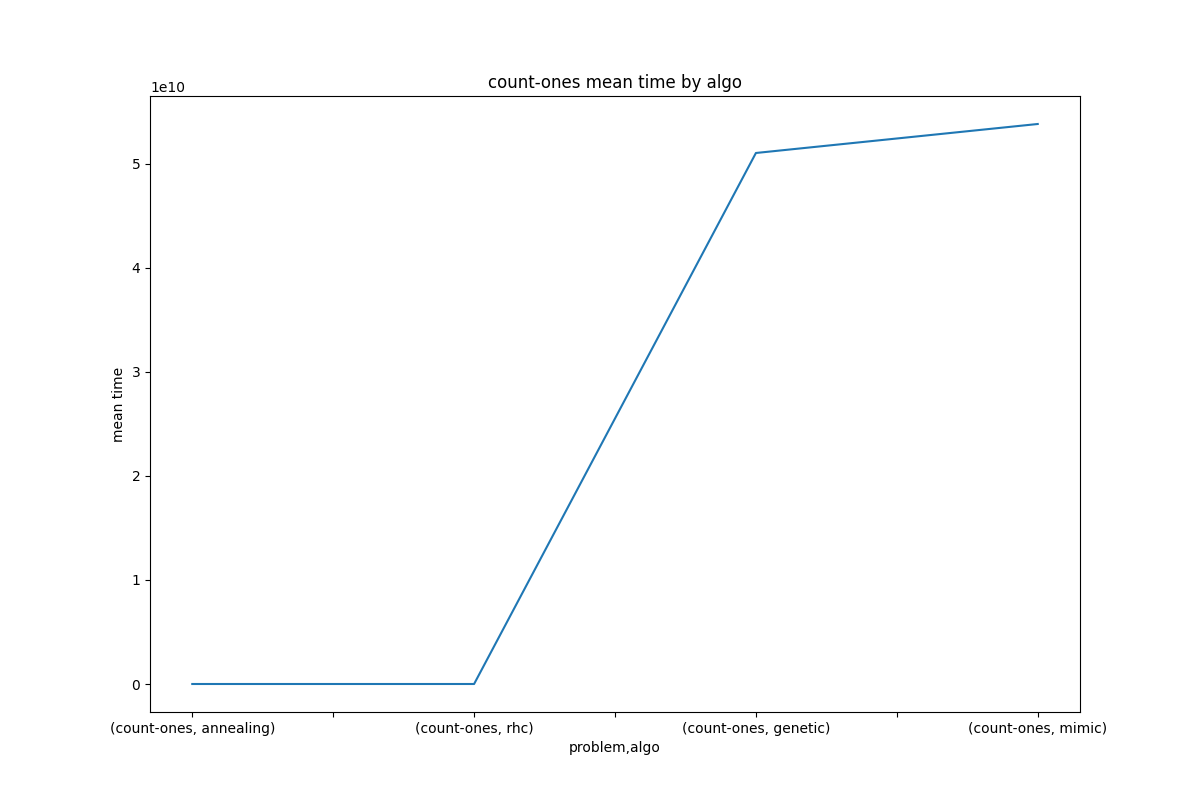 count-ones mean time by algo
1e10
5
4
3
2
1
0
mean time
(count-ones, annealing)
(count-ones, rhc)
(count-ones, genetic)
(count-ones, mimic)
problem,algo